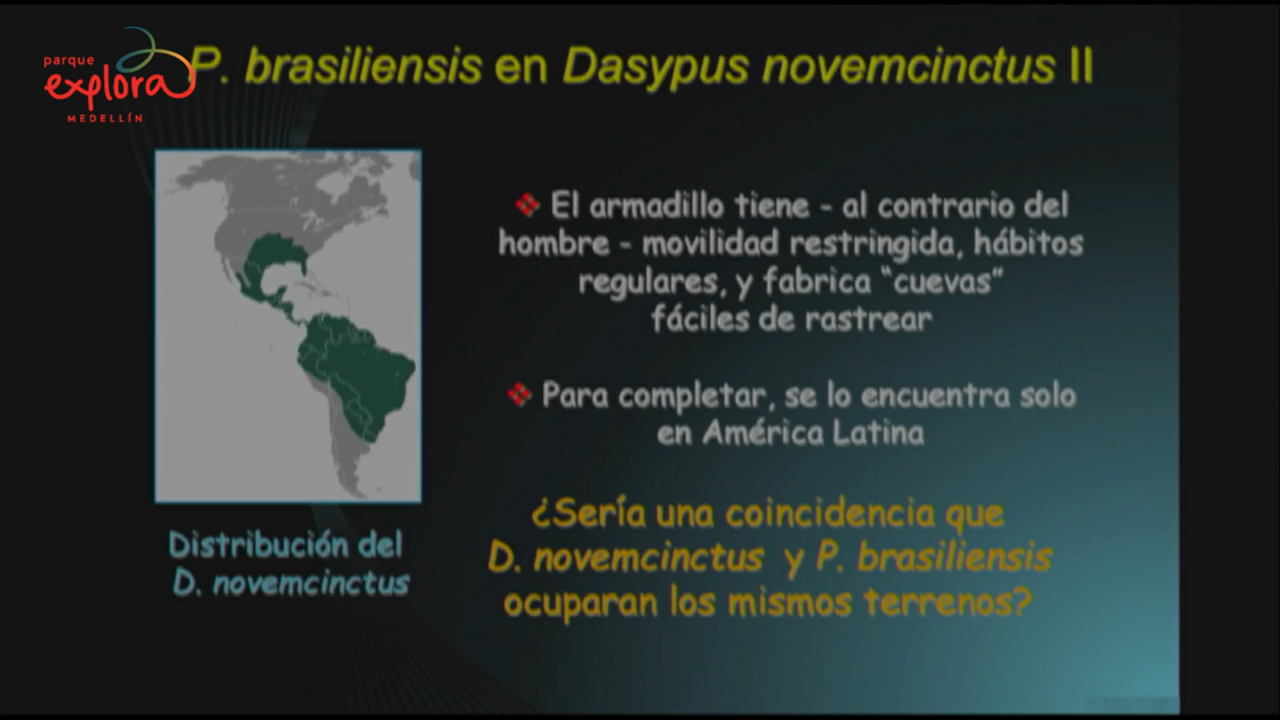 parque
explora
MEDELLÍN
P. brasiliensis en Dasypus novemcinctus II
El armadillo tiene - al contrario del
hombre - movilidad restringida, hábitos
regulares, y fabrica “cuevas”
fáciles de rastrear
Para completar, se lo encuentra solo
en América Latina
¿Sería una coincidencia que
D. novemcinctus y P. brasiliensis
ocuparan los mismos terrenos?
Distribución del
D. novemcinctus